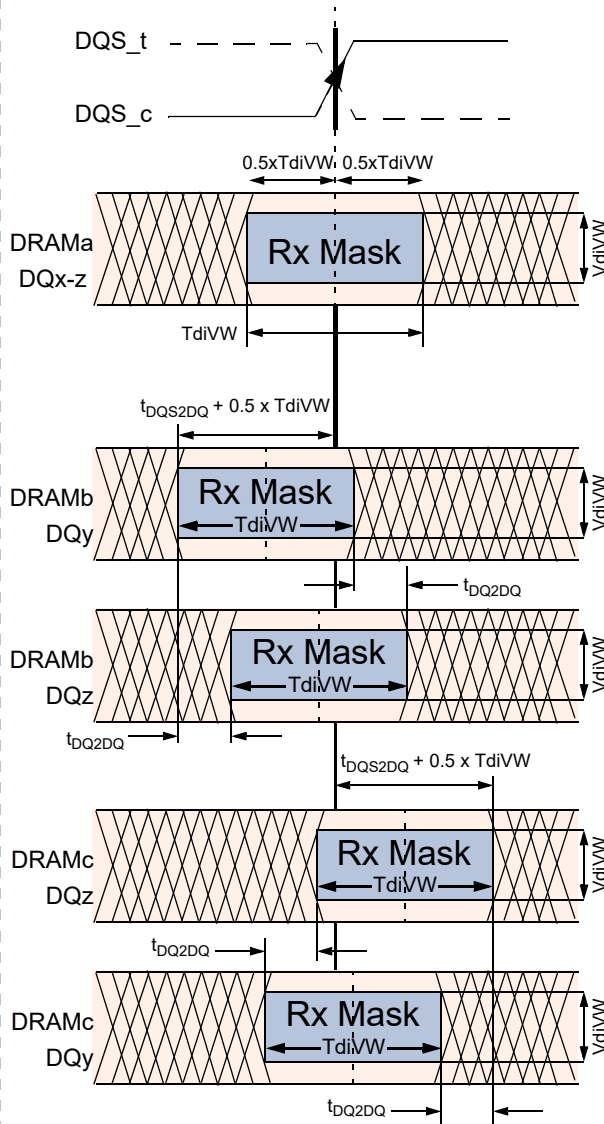 DQS_t
DQS_c
0.5xTdiVW 0.5xTdiVW
DRAMa
DQx-z
Rx Mask
VdiVW
TdiVW
tDQS2DQ + 0.5 x TdiVW
DRAMb
DQy
Rx Mask
TdiVW
VdiVW
tDQ2DQ
DRAMb
DQz
Rx Mask
TdiVW
VdiVW
tDQ2DQ
tDQS2DQ + 0.5 x TdiVW
DRAMc
DQz
Rx Mask
TdiVW
VdiVW
tDQ2DQ
DRAMc
DQy
Rx Mask
TdiVW
VdiVW
tDQ2DQ